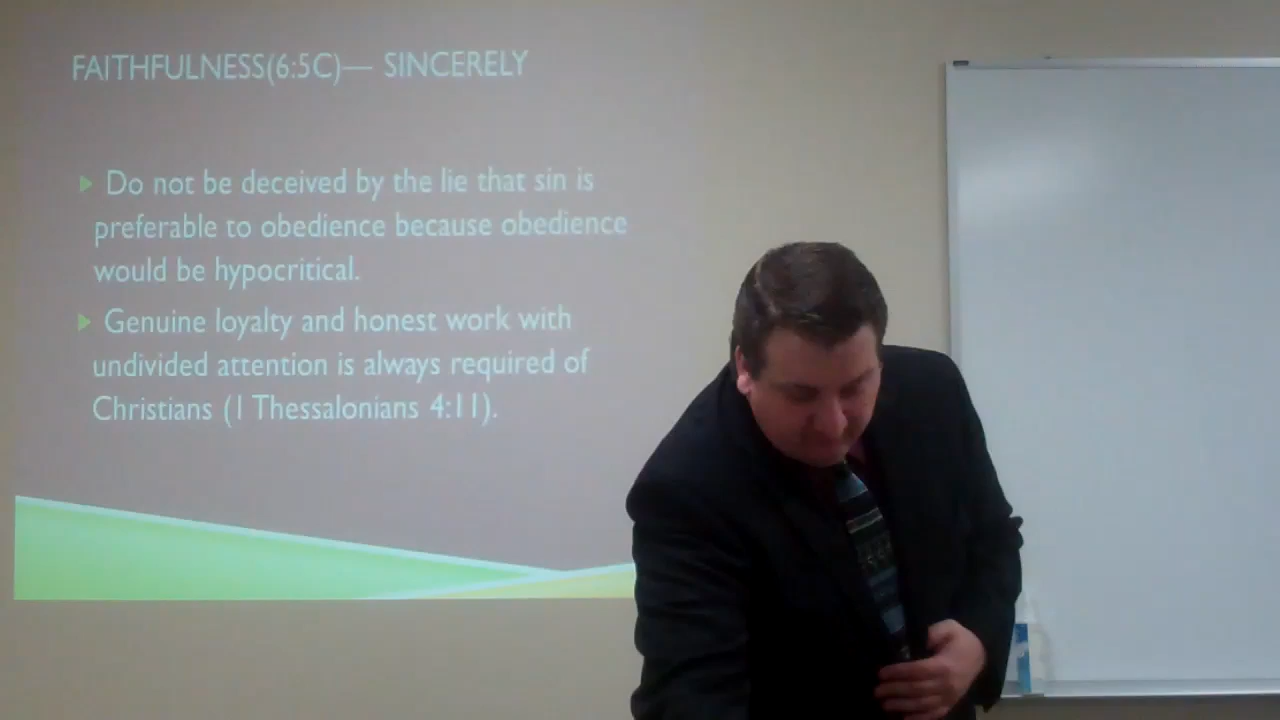 FAITHFULNESS(6:5C)— SINCERELY
Do not be deceived by the lie that sin is
preferable to obedience because obedience
would be hypocritical.
Genuine loyalty and honest work with
undivided attention is always required of
Christians (1 Thessalonians 4:11).